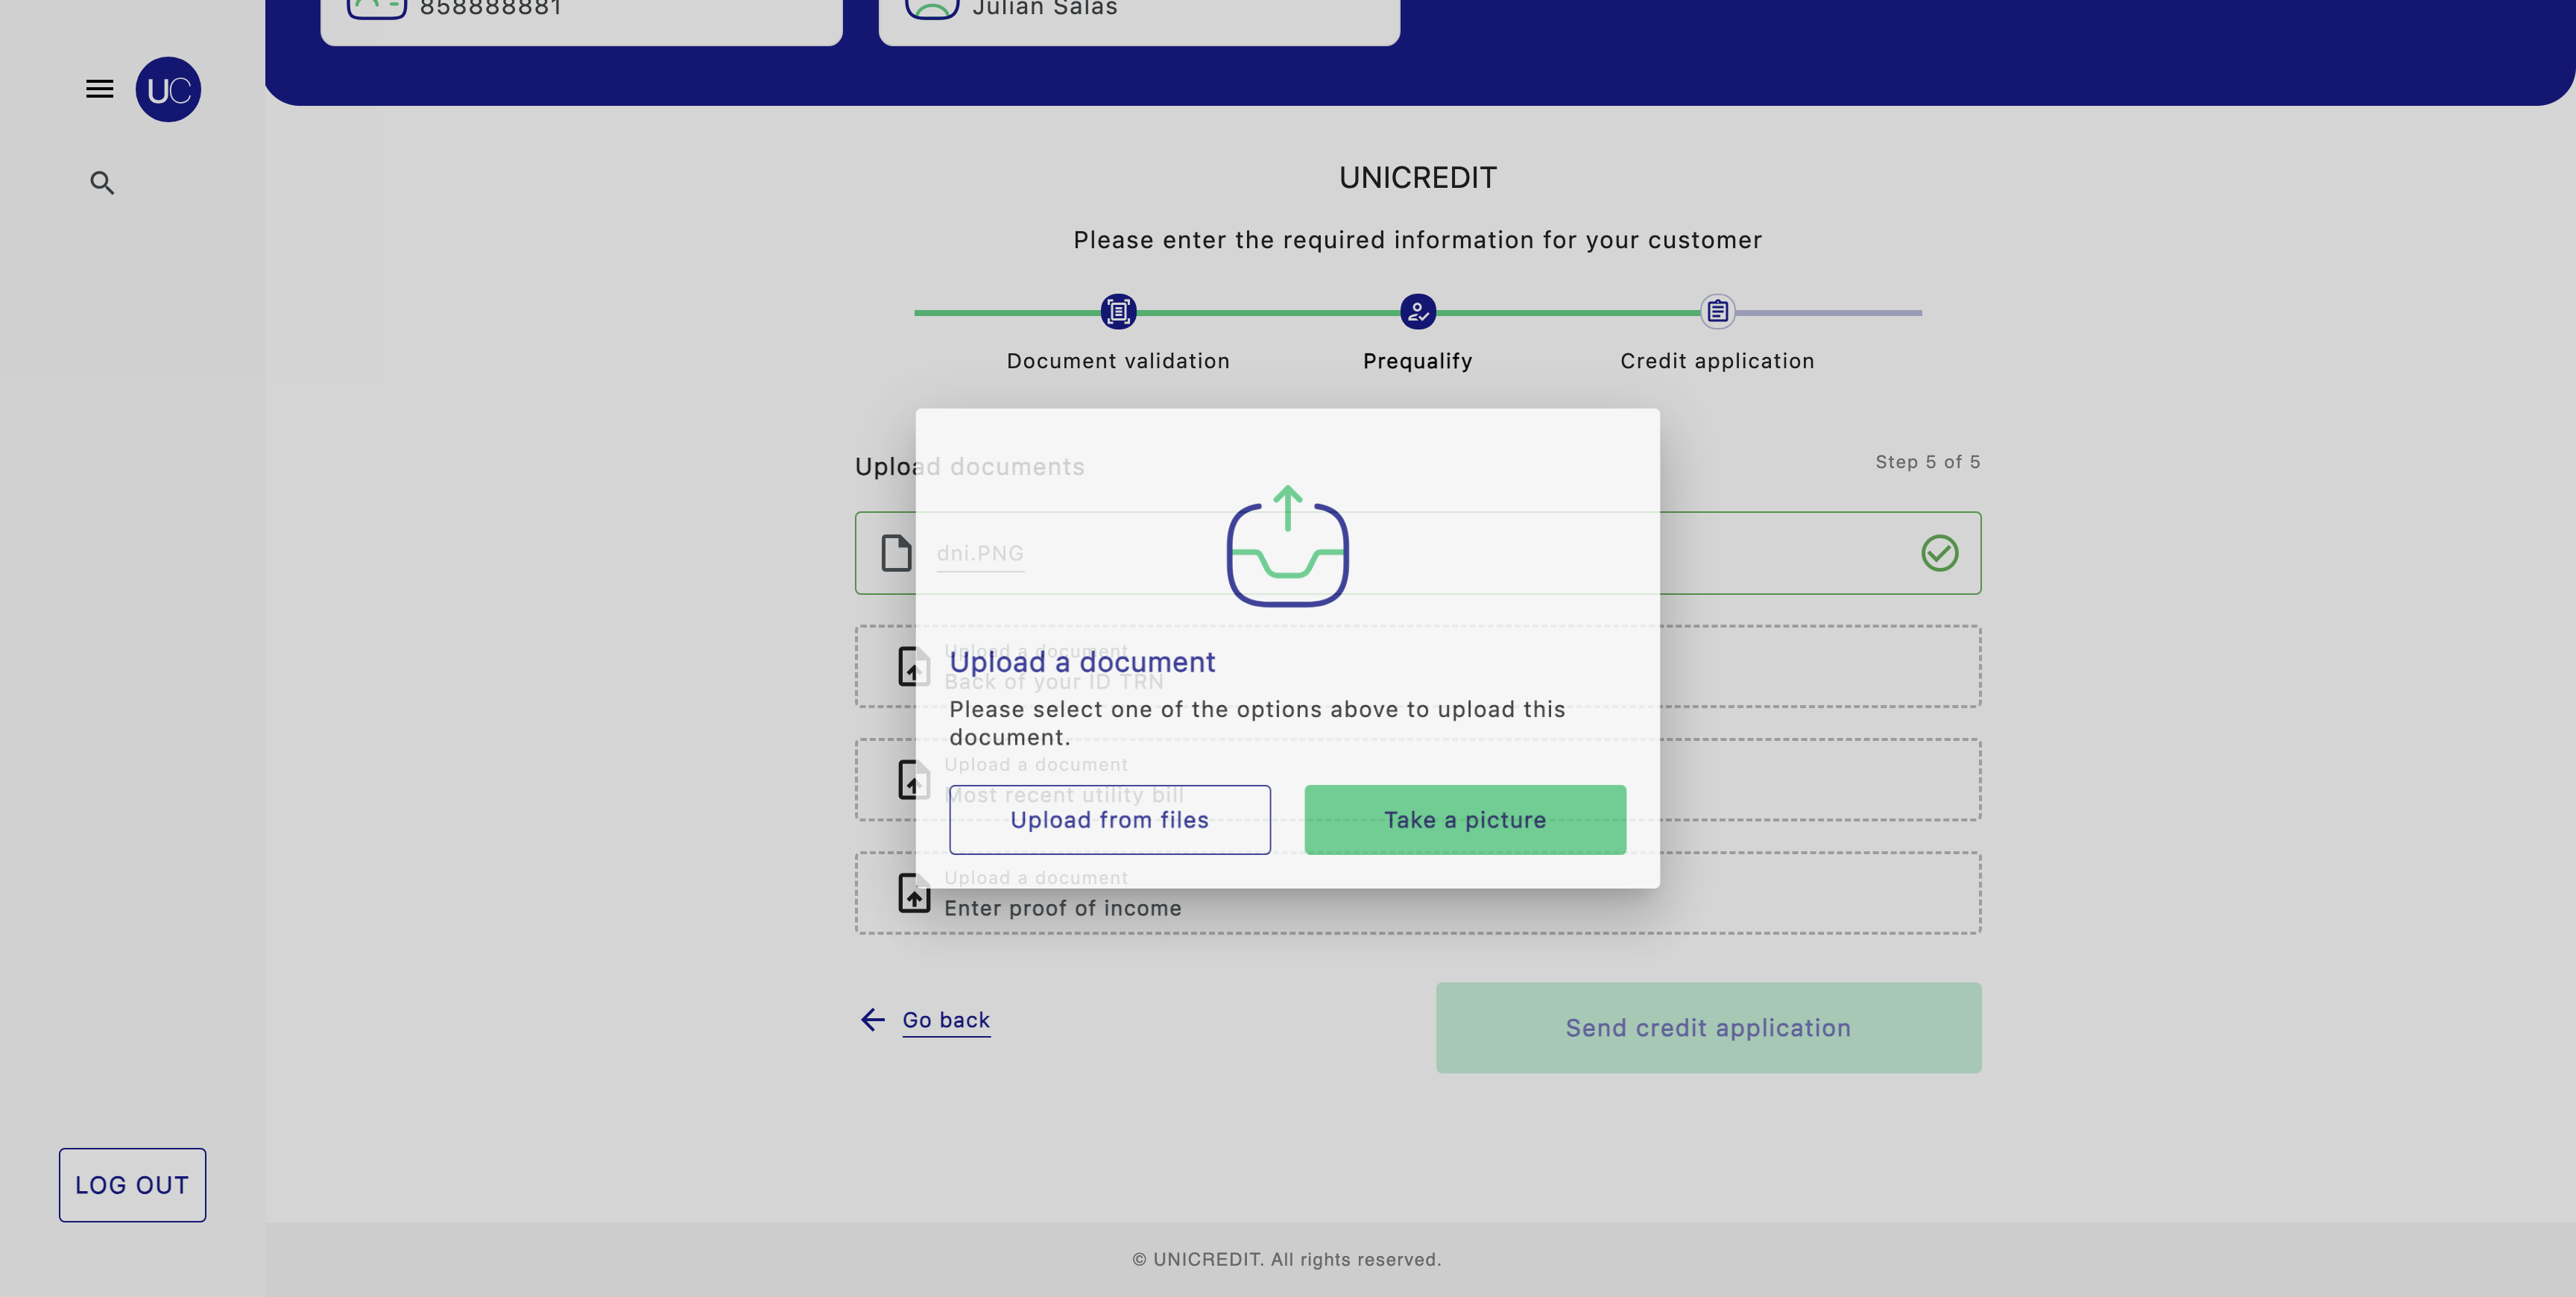 858888881
Julian Salas
UC
UNICREDIT
Please enter the required information for your customer
Document validation
Prequalify
Credit application
Upload documents
Step 5 of 5
dni.PNG
Upload a document
Back of your ID TRN
Upload a document
Please select one of the options above to upload this
document.
Upload a document
Most recent utility bill
Upload from files
Take a picture
Upload a document
Enter proof of income
Go back
Send credit application
LOG OUT
© UNICREDIT. All rights reserved.